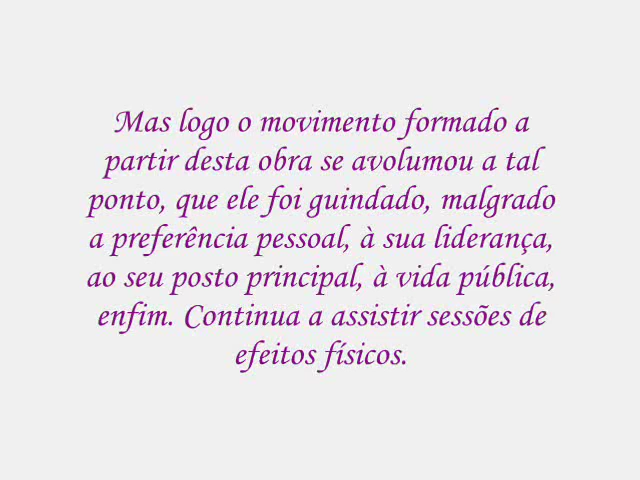 Mas logo o movimento formado a
partir desta obra se avolumou a tal
ponto, que ele foi guindado, malgrado
a preferência pessoal, à sua liderança,
ao seu posto principal, à vida pública,
enfim. Continua a assistir sessões de
efeitos físicos.